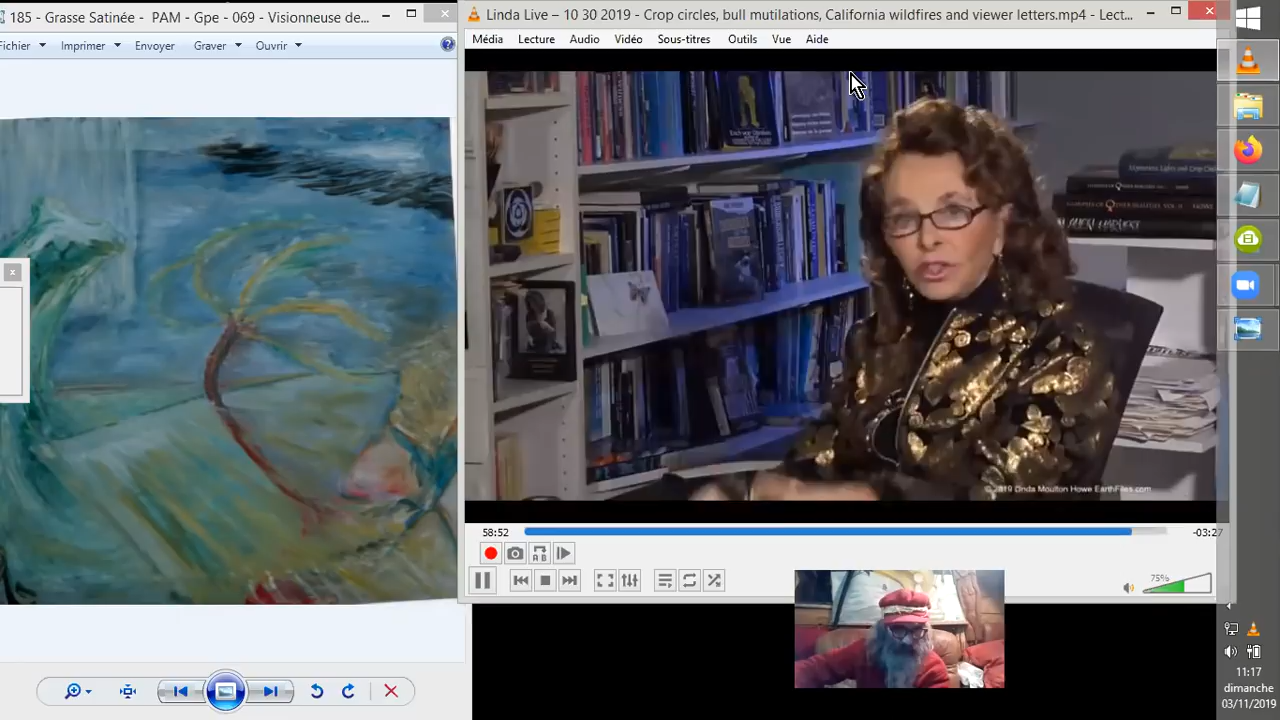 185 - Grasse Satinée - PAM - Gpe - 069 - Visionneuse de...
Fichier Imprimer Envoyer Graver Ouvrir
Linda Live – 10 30 2019 - Crop circles, bull mutilations, California wildfires and viewer letters.mp4 - Lect...
Média Lecture Audio Vidéo Sous-titres Outils Vue Aide
© 2019 Linda Moulton Howe EarthFiles.com
58:52
-03:27
75%
11:17
dimanche
03/11/2019